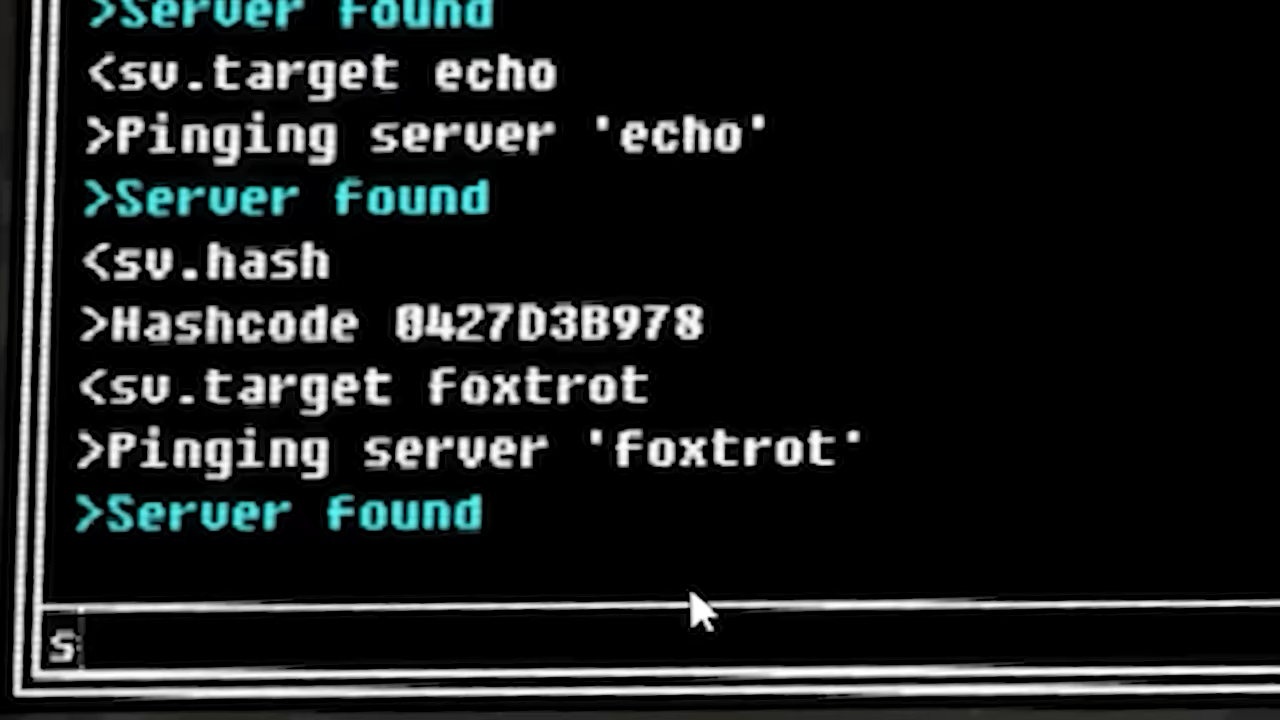 >Server found
<sv.target echo
>Pinging server 'echo'
>Server found
<sv.hash
>Hashcode 0427D3B978
<sv.target foxtrot
>Pinging server 'foxtrot'
>Server found
s